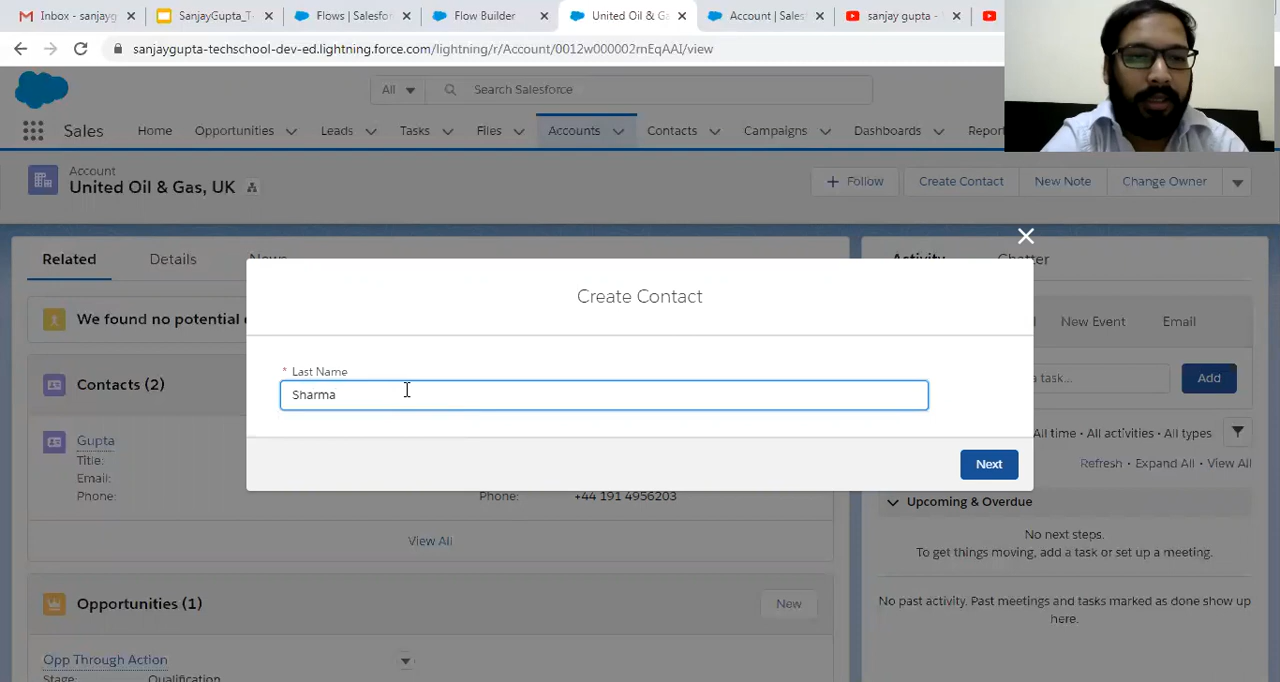 Inbox - sanjayg
SanjayGupta_T
Flows | Salesfo
Flow Builder
United Oil & Ga
Account | Sales
sanjay gupta -
sanjaygupta-techschool-dev-ed.lightning.force.com/lightning/r/Account/0012w000002rnEqAAI/view
All
Search Salesforce
Sales
Home
Opportunities
Leads
Tasks
Files
Accounts
Contacts
Campaigns
Dashboards
Report
Account
United Oil & Gas, UK
Follow
Create Contact
New Note
Change Owner
Related
Details
News
Activity
Chatter
We found no potential
Create Contact
New Event
Email
* Last Name
Sharma
Contacts (2)
a task...
Add
Gupta
Title:
Email:
Phone:
Phone:
+44 191 4956203
Next
All time • All activities • All types
Refresh • Expand All • View All
Upcoming & Overdue
No next steps.
To get things moving, add a task or set up a meeting.
View All
No past activity. Past meetings and tasks marked as done show up
here.
Opportunities (1)
New
Opp Through Action
Stage:
Qualification